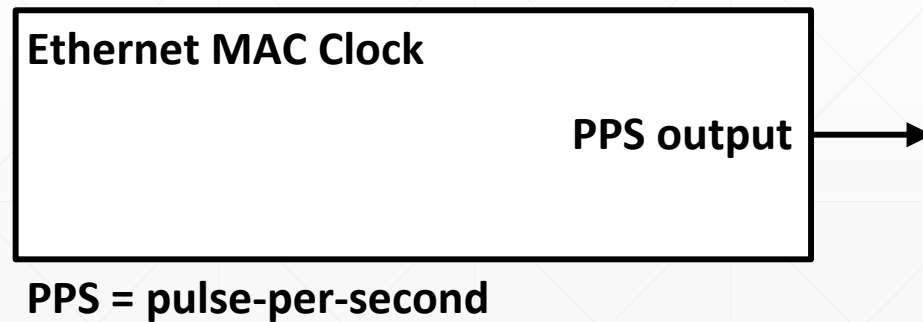 Ethernet MAC Clock
PPS output
PPS = pulse-per-second